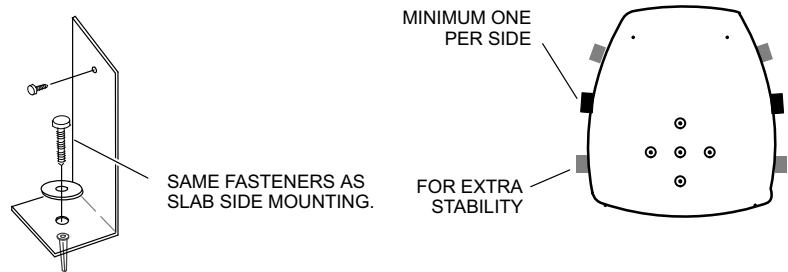 MINIMUM ONE
PER SIDE
SAME FASTENERS AS
SLAB SIDE MOUNTING.
FOR EXTRA
STABILITY